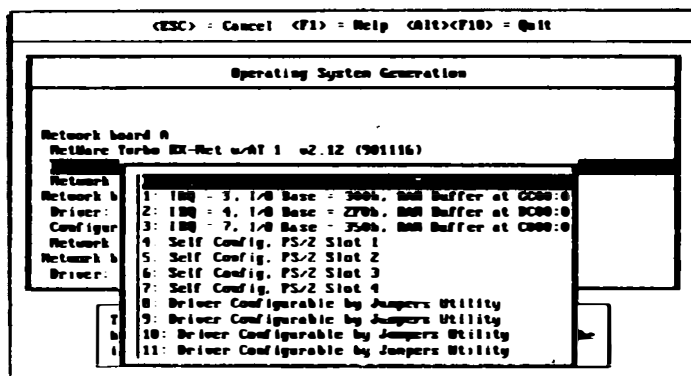 <ESC> = Cancel <F1> = Help <Alt><F10> = Quit
Operating System Generation
Network board A
NetWare Turbo RX-Net w/AT 1 v2.12 (901116)
Network
Network b
Driver:
Configur
Network
Network b
Driver:
1: IRQ = 3, I/O Base = 300h, RAM Buffer at CC00:0
2: IRQ = 4, I/O Base = 270h, RAM Buffer at DC00:0
3: IRQ = 7, I/O Base = 350h, RAM Buffer at C000:0
4: Self Config, PS/2 Slot 1
5: Self Config, PS/2 Slot 2
6: Self Config, PS/2 Slot 3
7: Self Config, PS/2 Slot 4
8: Driver Configurable by Jumpers Utility
9: Driver Configurable by Jumpers Utility
10: Driver Configurable by Jumpers Utility
11: Driver Configurable by Jumpers Utility
T
b
i